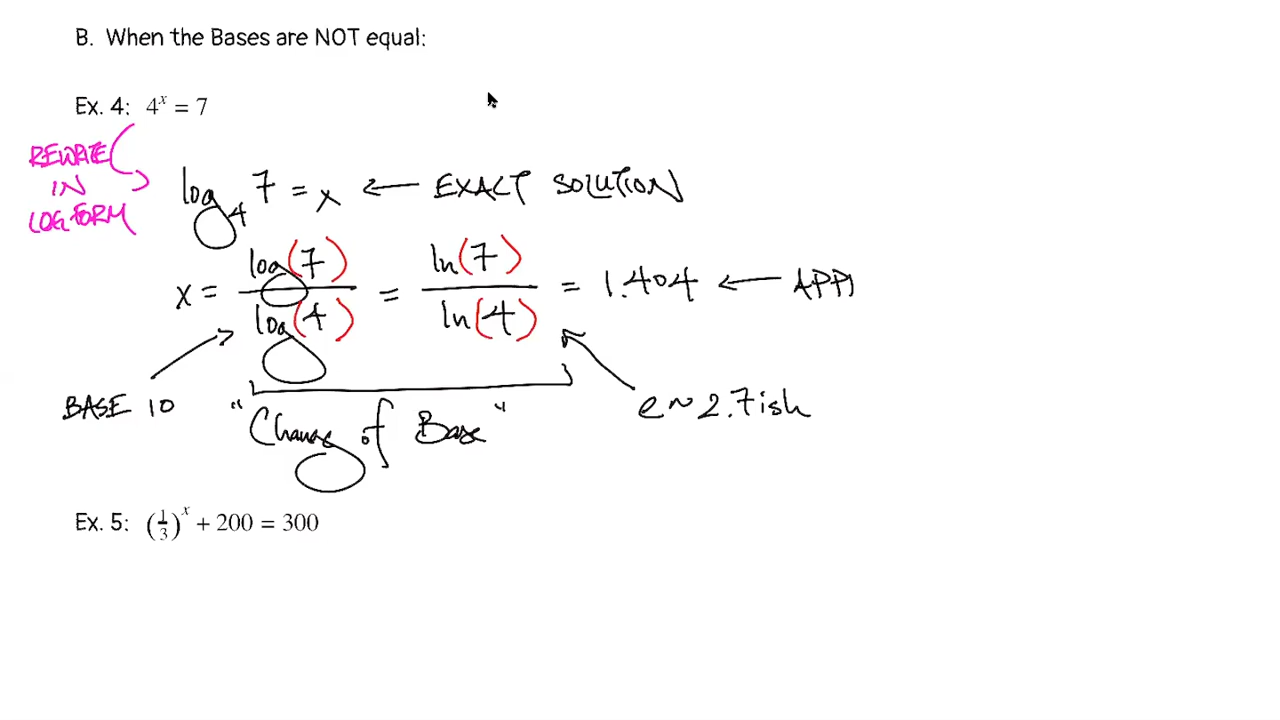 B. When the Bases are NOT equal:
Ex. 4: 4ˣ = 7
REWRITE
IN
LOG FORM
log₄ 7 = x ← EXACT SOLUTION
x = log(7)/log(4) = ln(7)/ln(4) = 1.404 ← APPR
BASE 10
"Change of Base"
e ~ 2.7ish
Ex. 5: (1/3)ˣ + 200 = 300